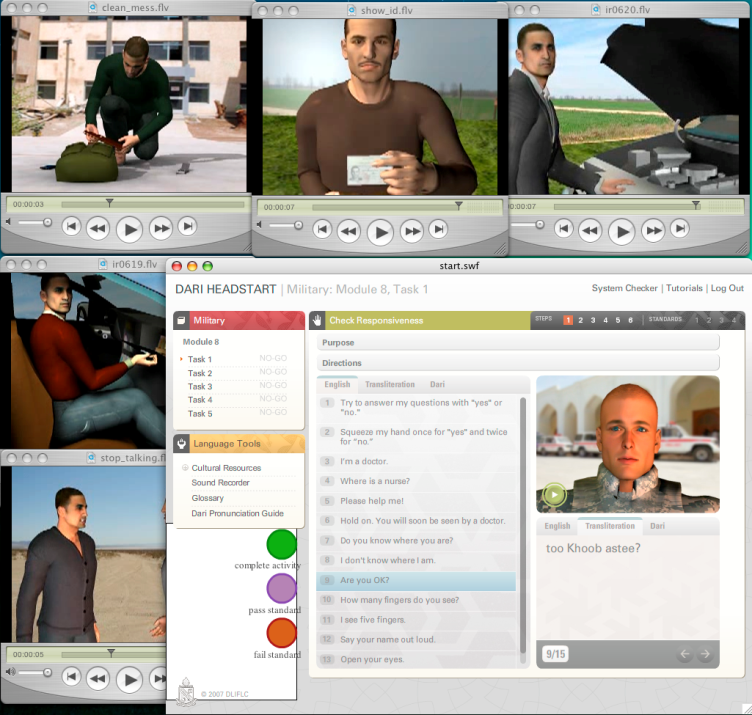 clean_mess.flv
show_id.flv
ir0620.flv
00:00:03
00:00:07
00:00:07
ir0619.flv
stop_talking.fl
00:00:05
start.swf
DARI HEADSTART | Military: Module 8, Task 1
System Checker | Tutorials | Log Out
Military
Module 8
Task 1 NO-GO
Task 2 NO-GO
Task 3 NO-GO
Task 4 NO-GO
Task 5 NO-GO
Language Tools
Cultural Resources
Sound Recorder
Glossary
Dari Pronunciation Guide
complete activity
pass standard
fail standard
© 2007 DLIFLC
Check Responsiveness
STEPS 1 2 3 4 5 6 | STANDARDS 1 2 3 4
Purpose
Directions
English Transliteration Dari
1 Try to answer my questions with "yes" or
"no."
2 Squeeze my hand once for "yes" and twice
for "no."
3 I'm a doctor.
4 Where is a nurse?
5 Please help me!
6 Hold on. You will soon be seen by a doctor.
7 Do you know where you are?
8 I don't know where I am.
9 Are you OK?
10 How many fingers do you see?
11 I see five fingers.
12 Say your name out loud.
13 Open your eyes.
English Transliteration Dari
too Khoob astee?
9/15